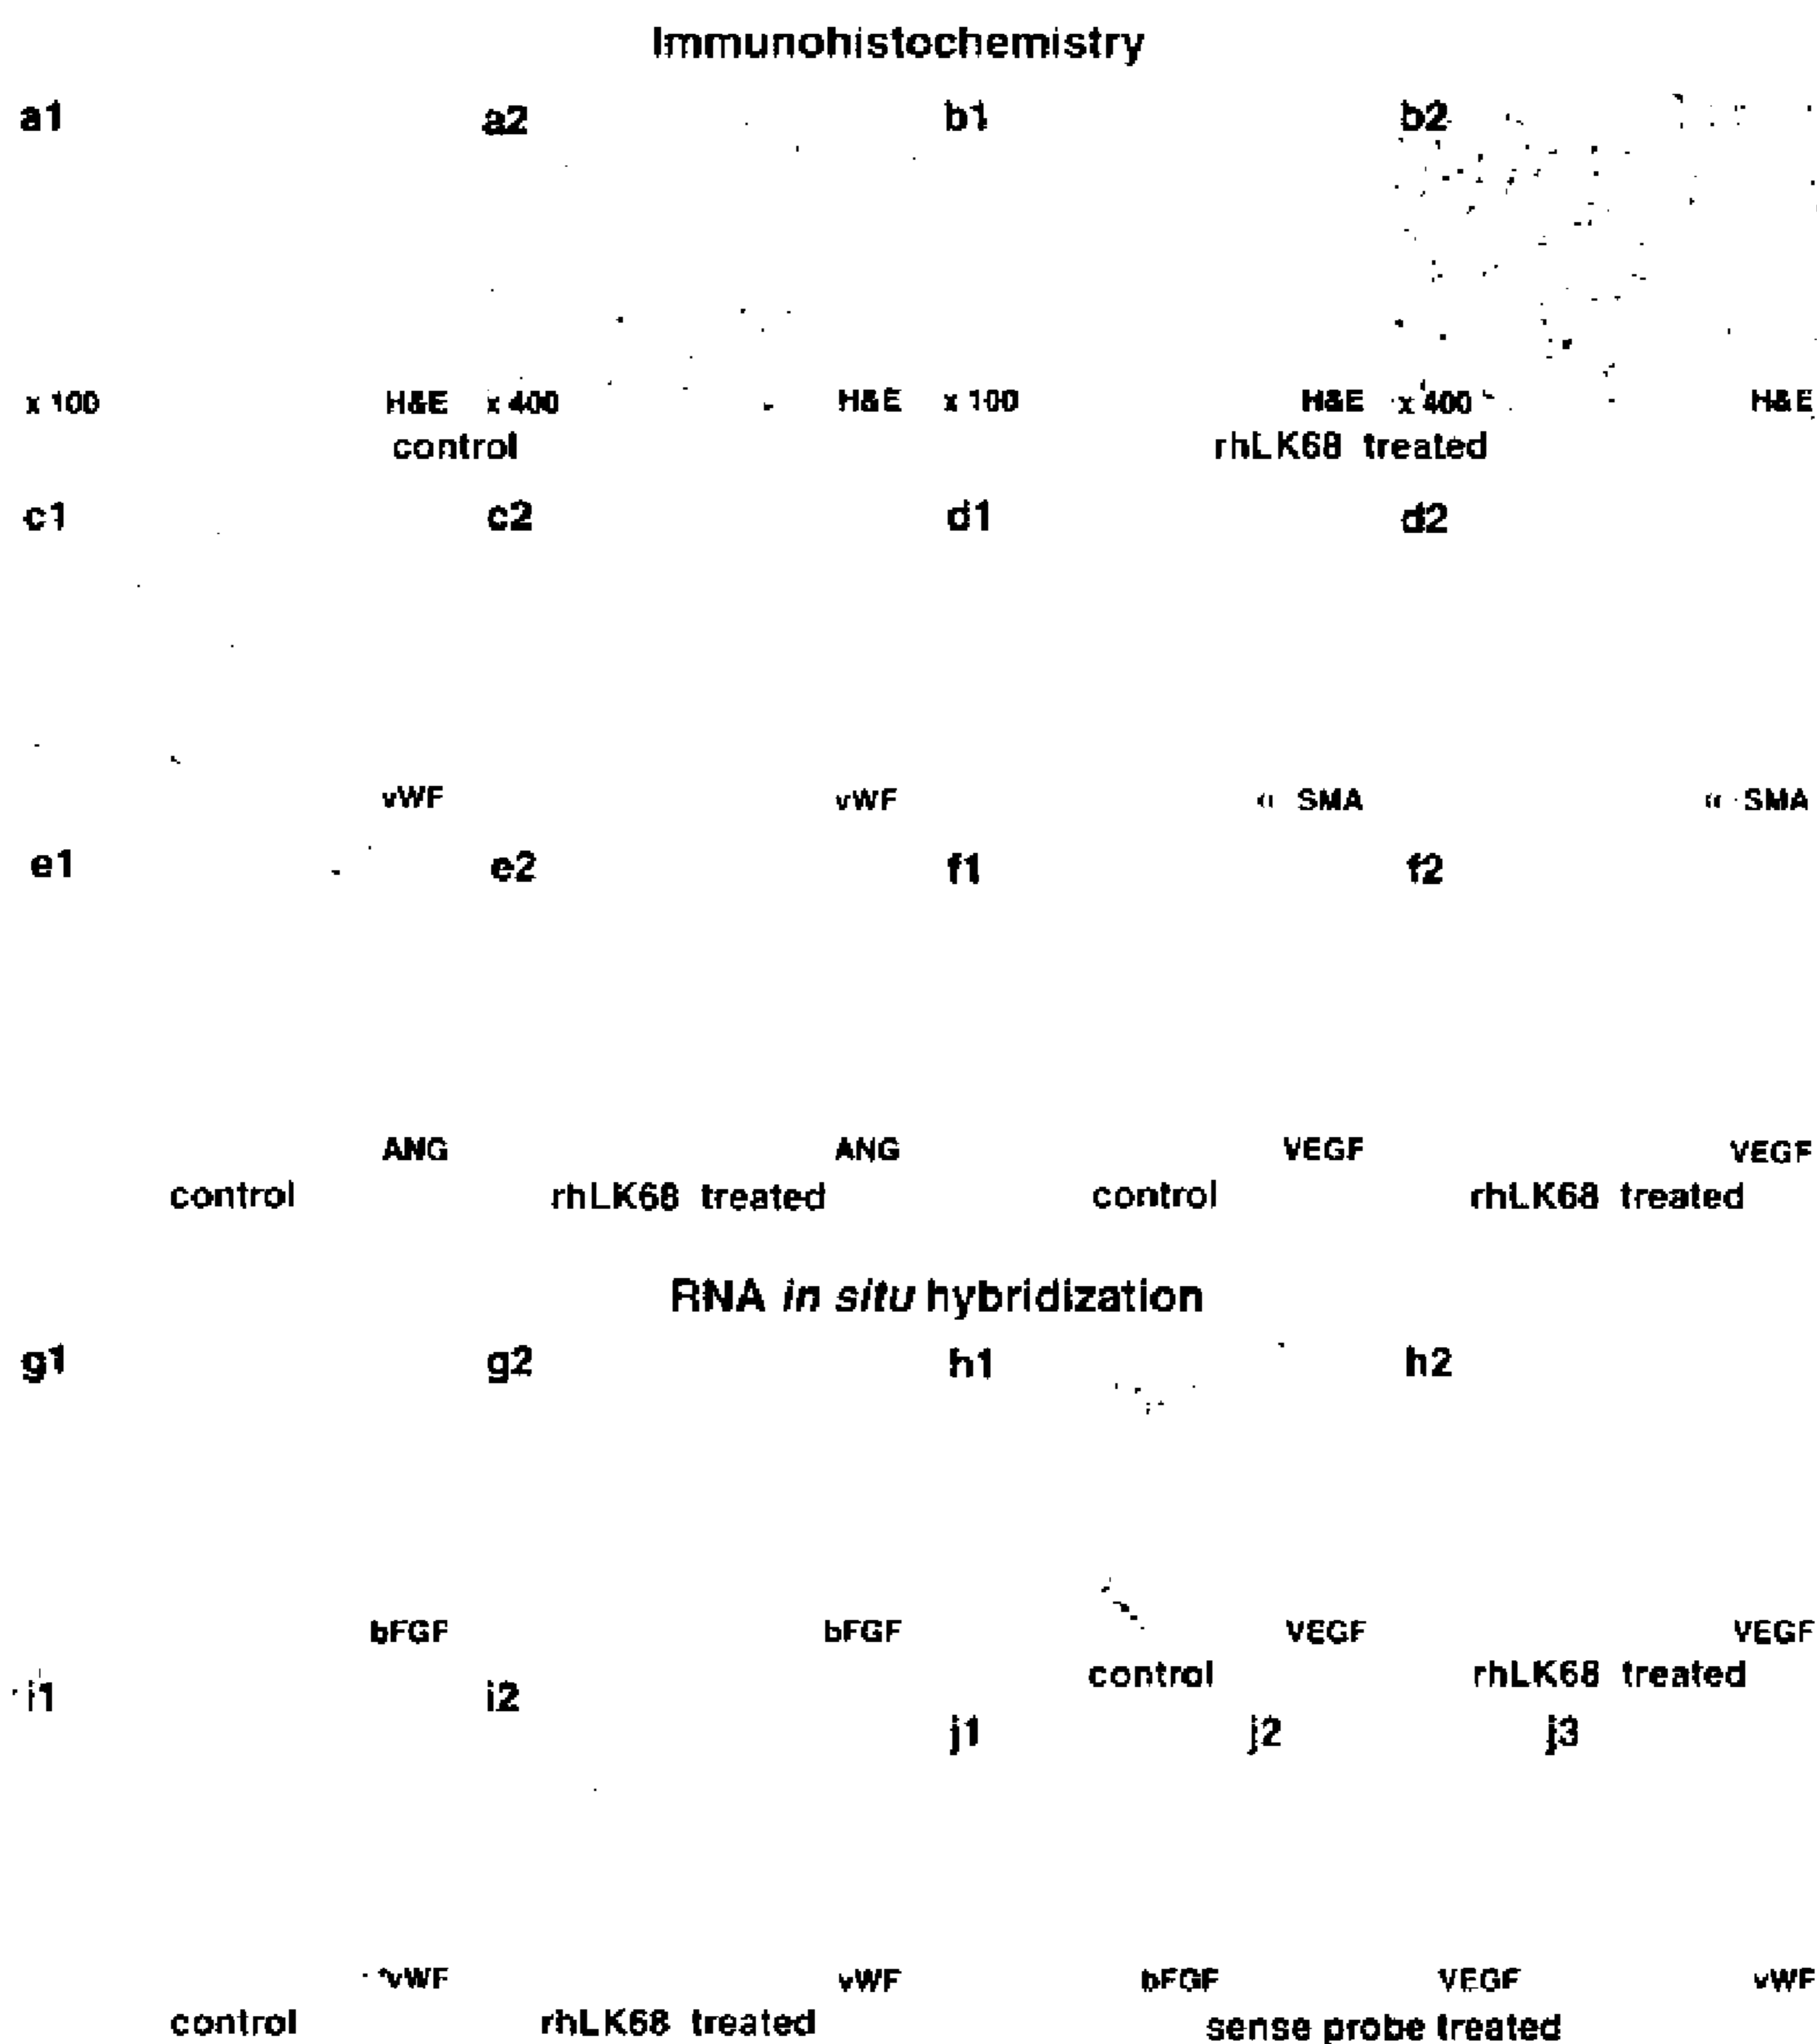 Immunohistochemistry
a1 a2 b1 b2
x 100 H&E x 400 H&E x 100 H&E x 400 H&E
control rhLK68 treated
c1 c2 d1 d2
vWF vWF α SMA α SMA
e1 e2 f1 f2
ANG ANG VEGF VEGF
control rhLK68 treated control rhLK68 treated
RNA in situ hybridization
g1 g2 h1 h2
bFGF bFGF VEGF VEGF
control rhLK68 treated
i1 i2
j1 j2 j3
vWF vWF bFGF VEGF vWF
control rhLK68 treated sense probe treated